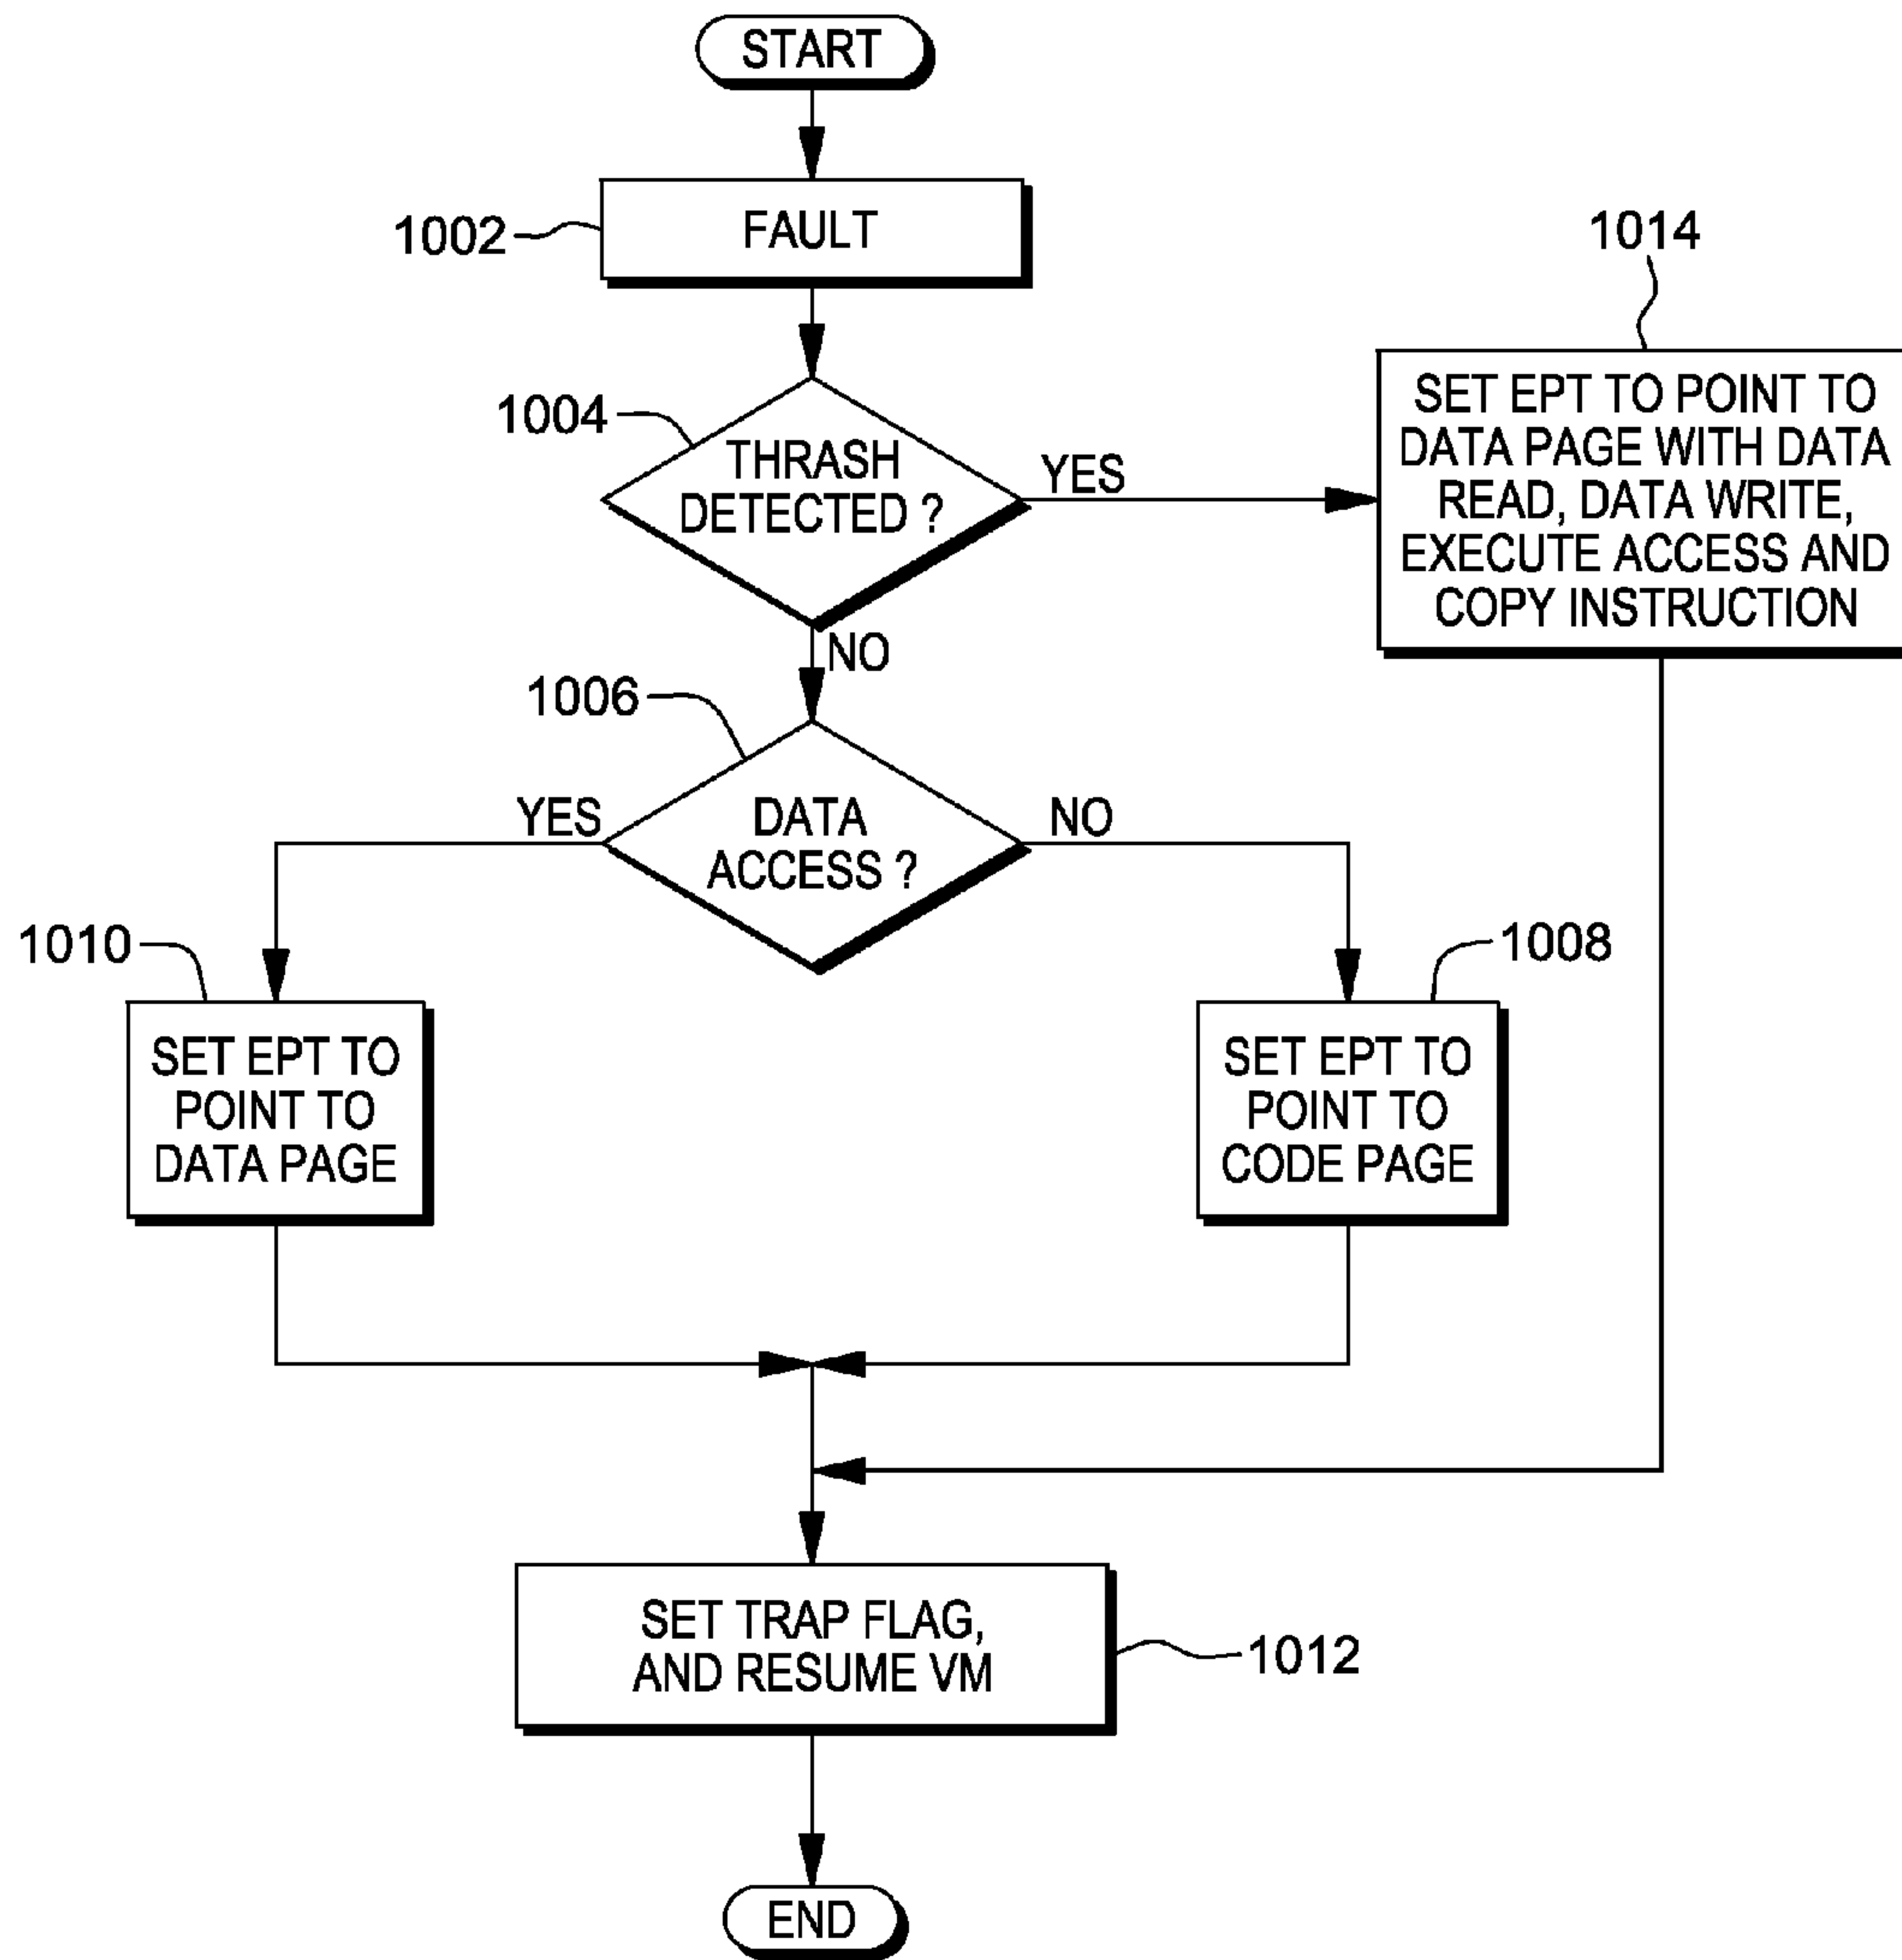 START
1002
FAULT
1014
1004
THRASH
DETECTED ?
YES
SET EPT TO POINT TO
DATA PAGE WITH DATA
READ, DATA WRITE,
EXECUTE ACCESS AND
COPY INSTRUCTION
NO
1006
YES
DATA
ACCESS ?
NO
1010
SET EPT TO
POINT TO
DATA PAGE
1008
SET EPT TO
POINT TO
CODE PAGE
SET TRAP FLAG,
AND RESUME VM
1012
END